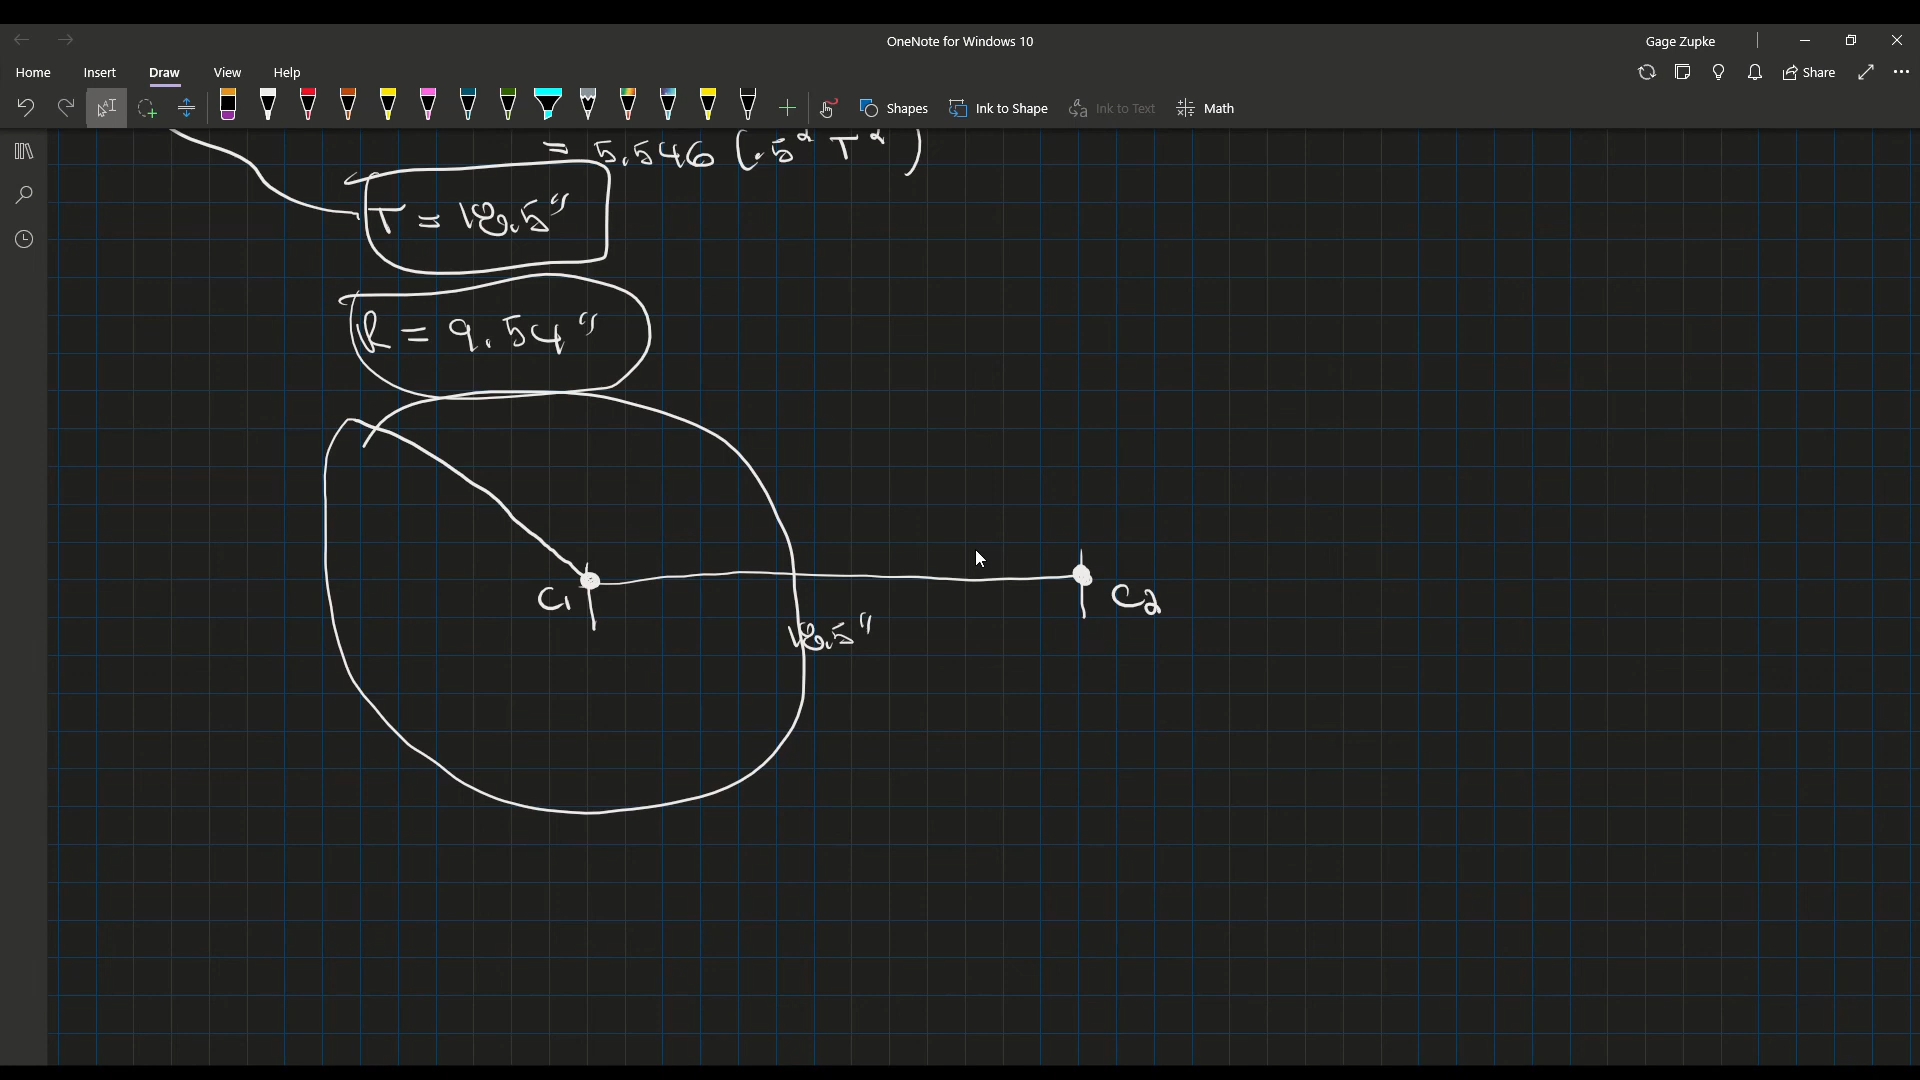 OneNote for Windows 10
Gage Zupke
Home Insert Draw View Help
Share
Shapes Ink to Shape Ink to Text Math
= 5.546 (.5² T²)
T = 18.5"
R = 9.54"
C1
C2
18.5"